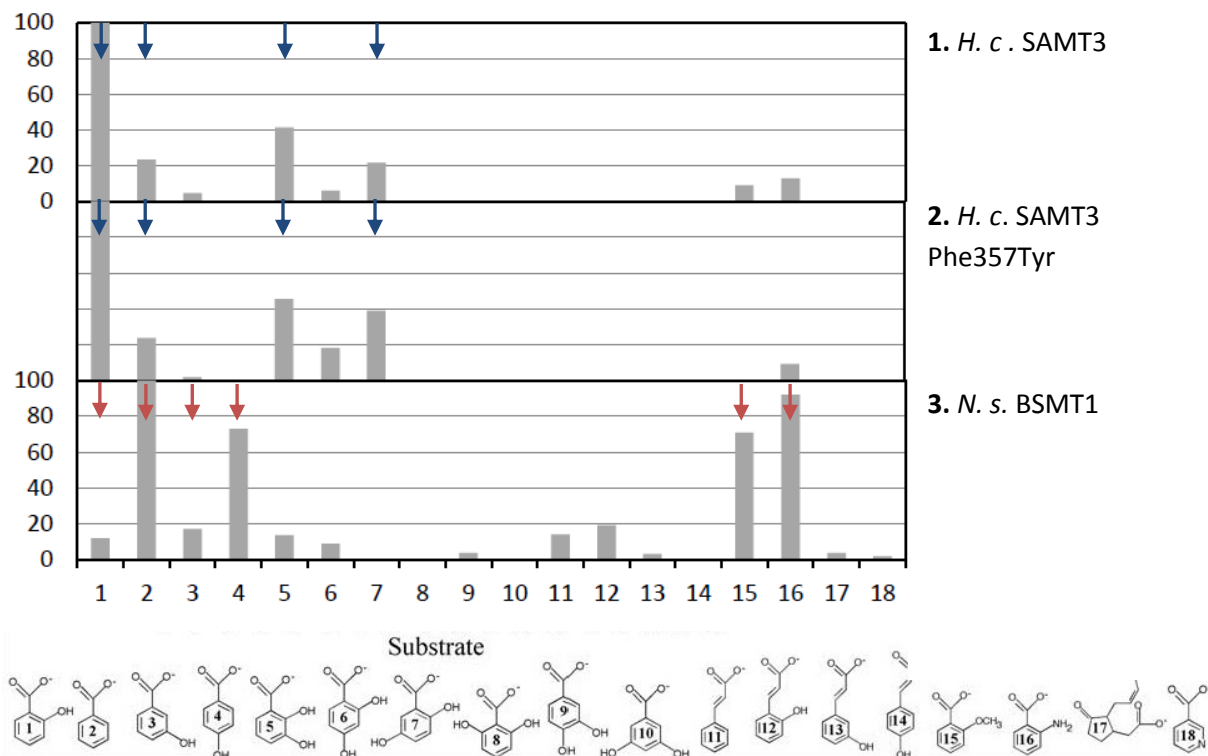 100
80
60
40
20
0
1. H. c . SAMT3
2. H. c. SAMT3
Phe357Tyr
100
80
60
40
20
0
3. N. s. BSMT1
1 2 3 4 5 6 7 8 9 10 11 12 13 14 15 16 17 18
Substrate
O O⁻ OH 1
O O⁻ 2
O O⁻ 3 OH
O O⁻ 4 OH
O O⁻ 5 OH OH
O O⁻ OH 6 OH
O O⁻ OH 7 HO
O O⁻ HO 8 OH
O O⁻ 9 OH OH
O O⁻ 10 HO OH
O O⁻ 11
O O⁻ 12 OH
O O⁻ 13 OH
O 14 OH
O O⁻ 15 OCH₃
O O⁻ 16 NH₂
O 17 O O⁻
O O⁻ 18 N